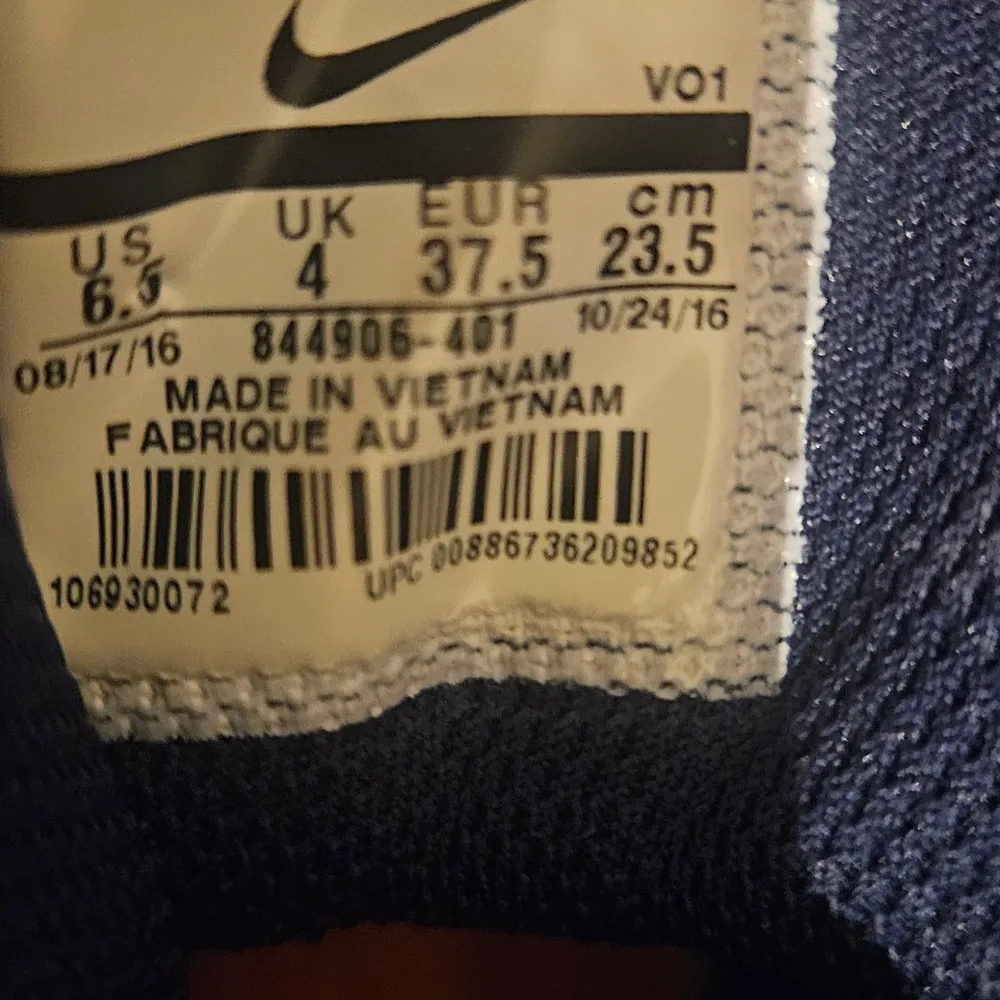 VO1
US UK EUR cm
6.5 4 37.5 23.5
08/17/16 844906-401 10/24/16
MADE IN VIETNAM
FABRIQUE AU VIETNAM
106930072 UPC 00886736209852